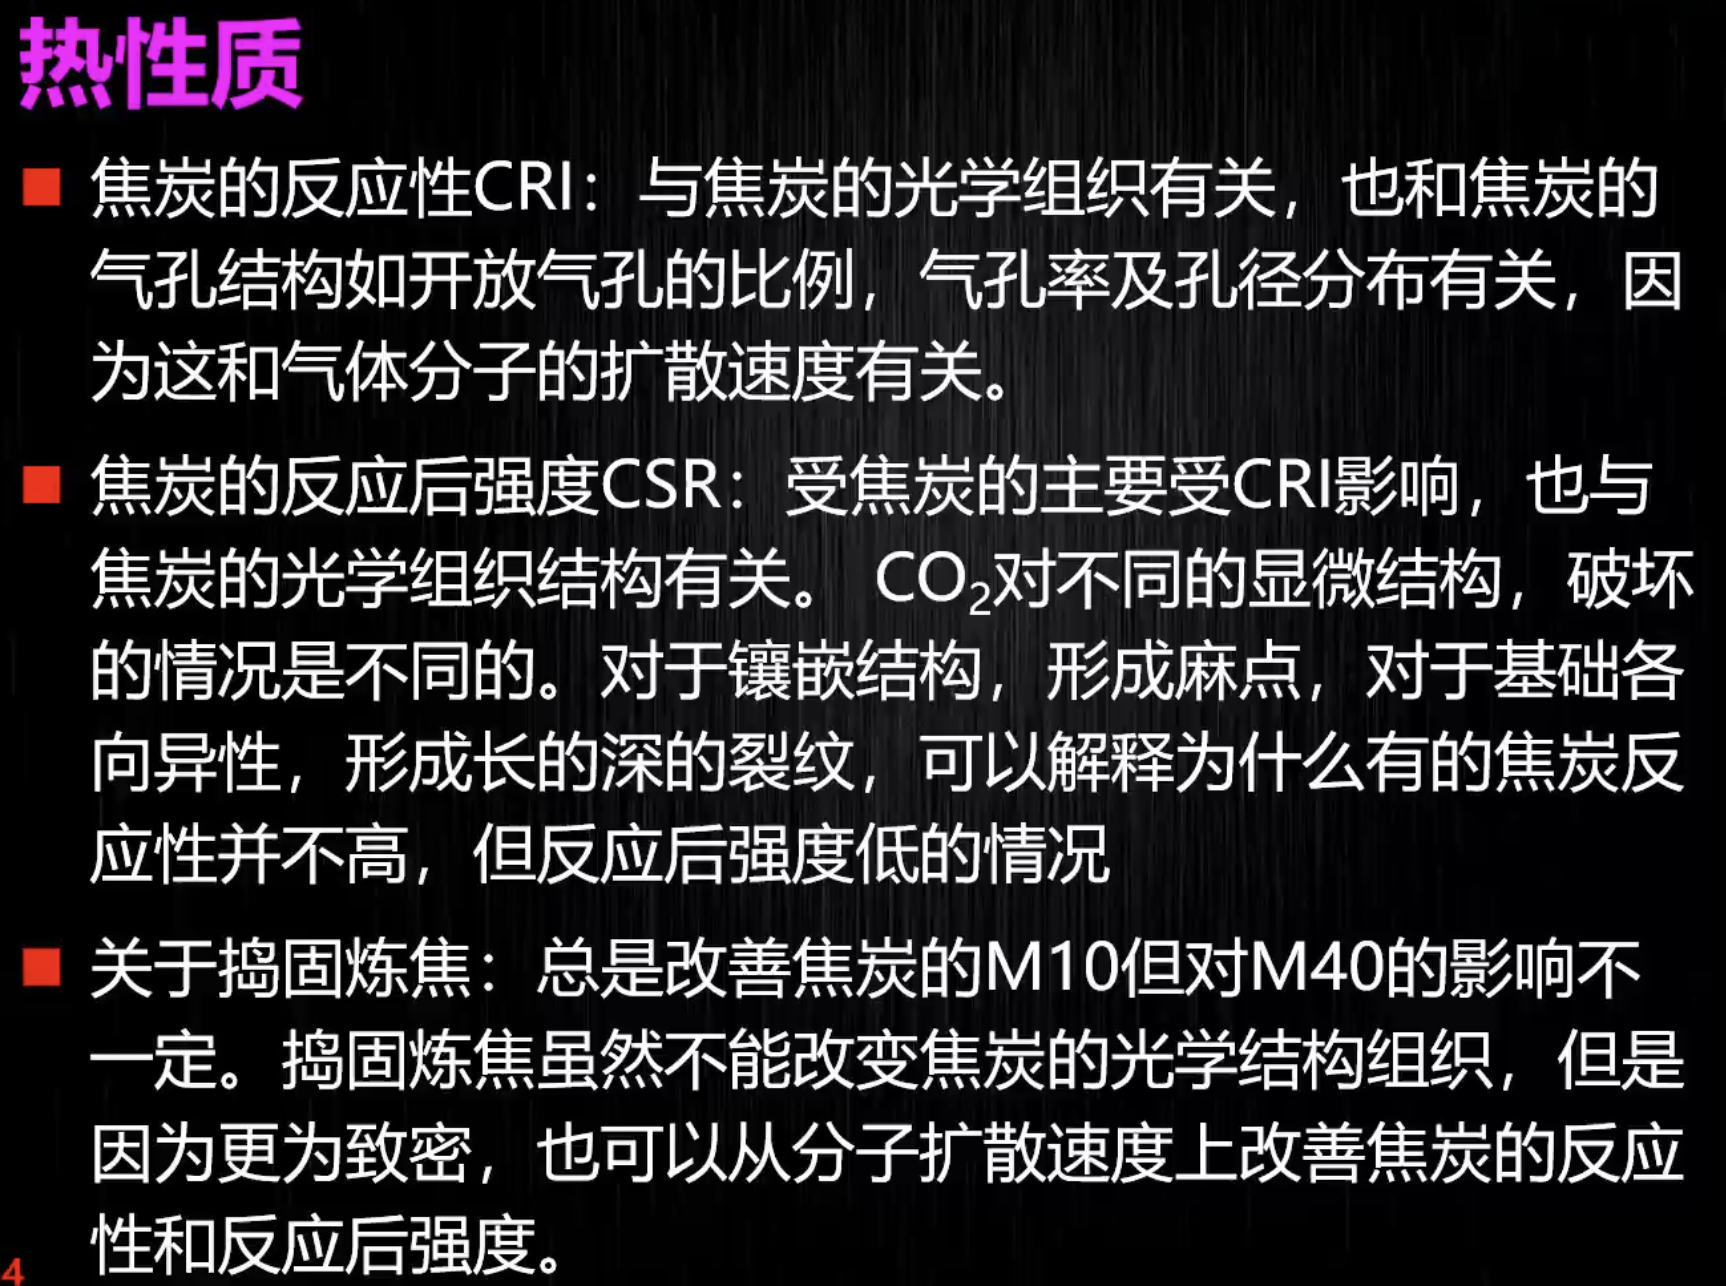 热性质
焦炭的反应性CRI：与焦炭的光学组织有关，也和焦炭的
气孔结构如开放气孔的比例，气孔率及孔径分布有关，因
为这和气体分子的扩散速度有关。
焦炭的反应后强度CSR：受焦炭的主要受CRI影响，也与
焦炭的光学组织结构有关。 CO₂对不同的显微结构，破坏
的情况是不同的。对于镶嵌结构，形成麻点，对于基础各
向异性，形成长的深的裂纹，可以解释为什么有的焦炭反
应性并不高，但反应后强度低的情况
关于捣固炼焦：总是改善焦炭的M10但对M40的影响不
一定。捣固炼焦虽然不能改变焦炭的光学结构组织，但是
因为更为致密，也可以从分子扩散速度上改善焦炭的反应
性和反应后强度。
4